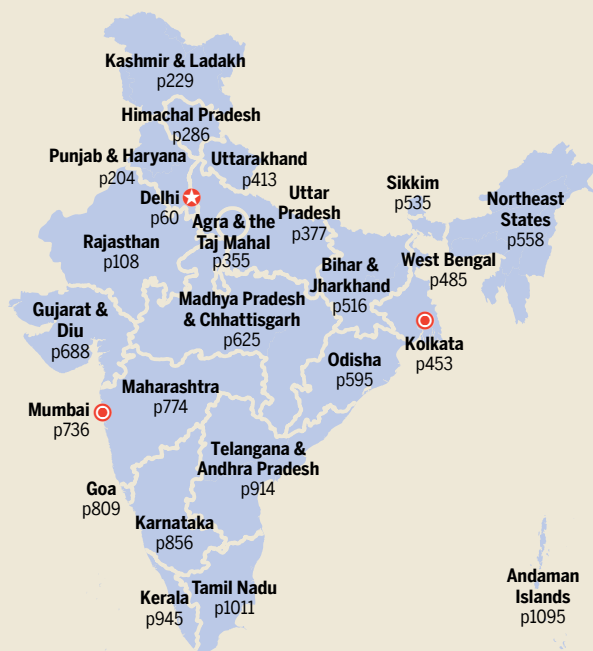 Kashmir & Ladakh
p229
Himachal Pradesh
p286
Punjab & Haryana
p204
Uttarakhand
p413
Delhi
p60
Agra & the
Taj Mahal
p355
Uttar
Pradesh
p377
Sikkim
p535
Northeast
States
p558
Rajasthan
p108
Bihar &
Jharkhand
p516
West Bengal
p485
Gujarat &
Diu
p688
Madhya Pradesh
& Chhattisgarh
p625
Kolkata
p453
Odisha
p595
Maharashtra
p774
Mumbai
p736
Telangana &
Andhra Pradesh
p914
Goa
p809
Karnataka
p856
Kerala
p945
Tamil Nadu
p1011
Andaman
Islands
p1095